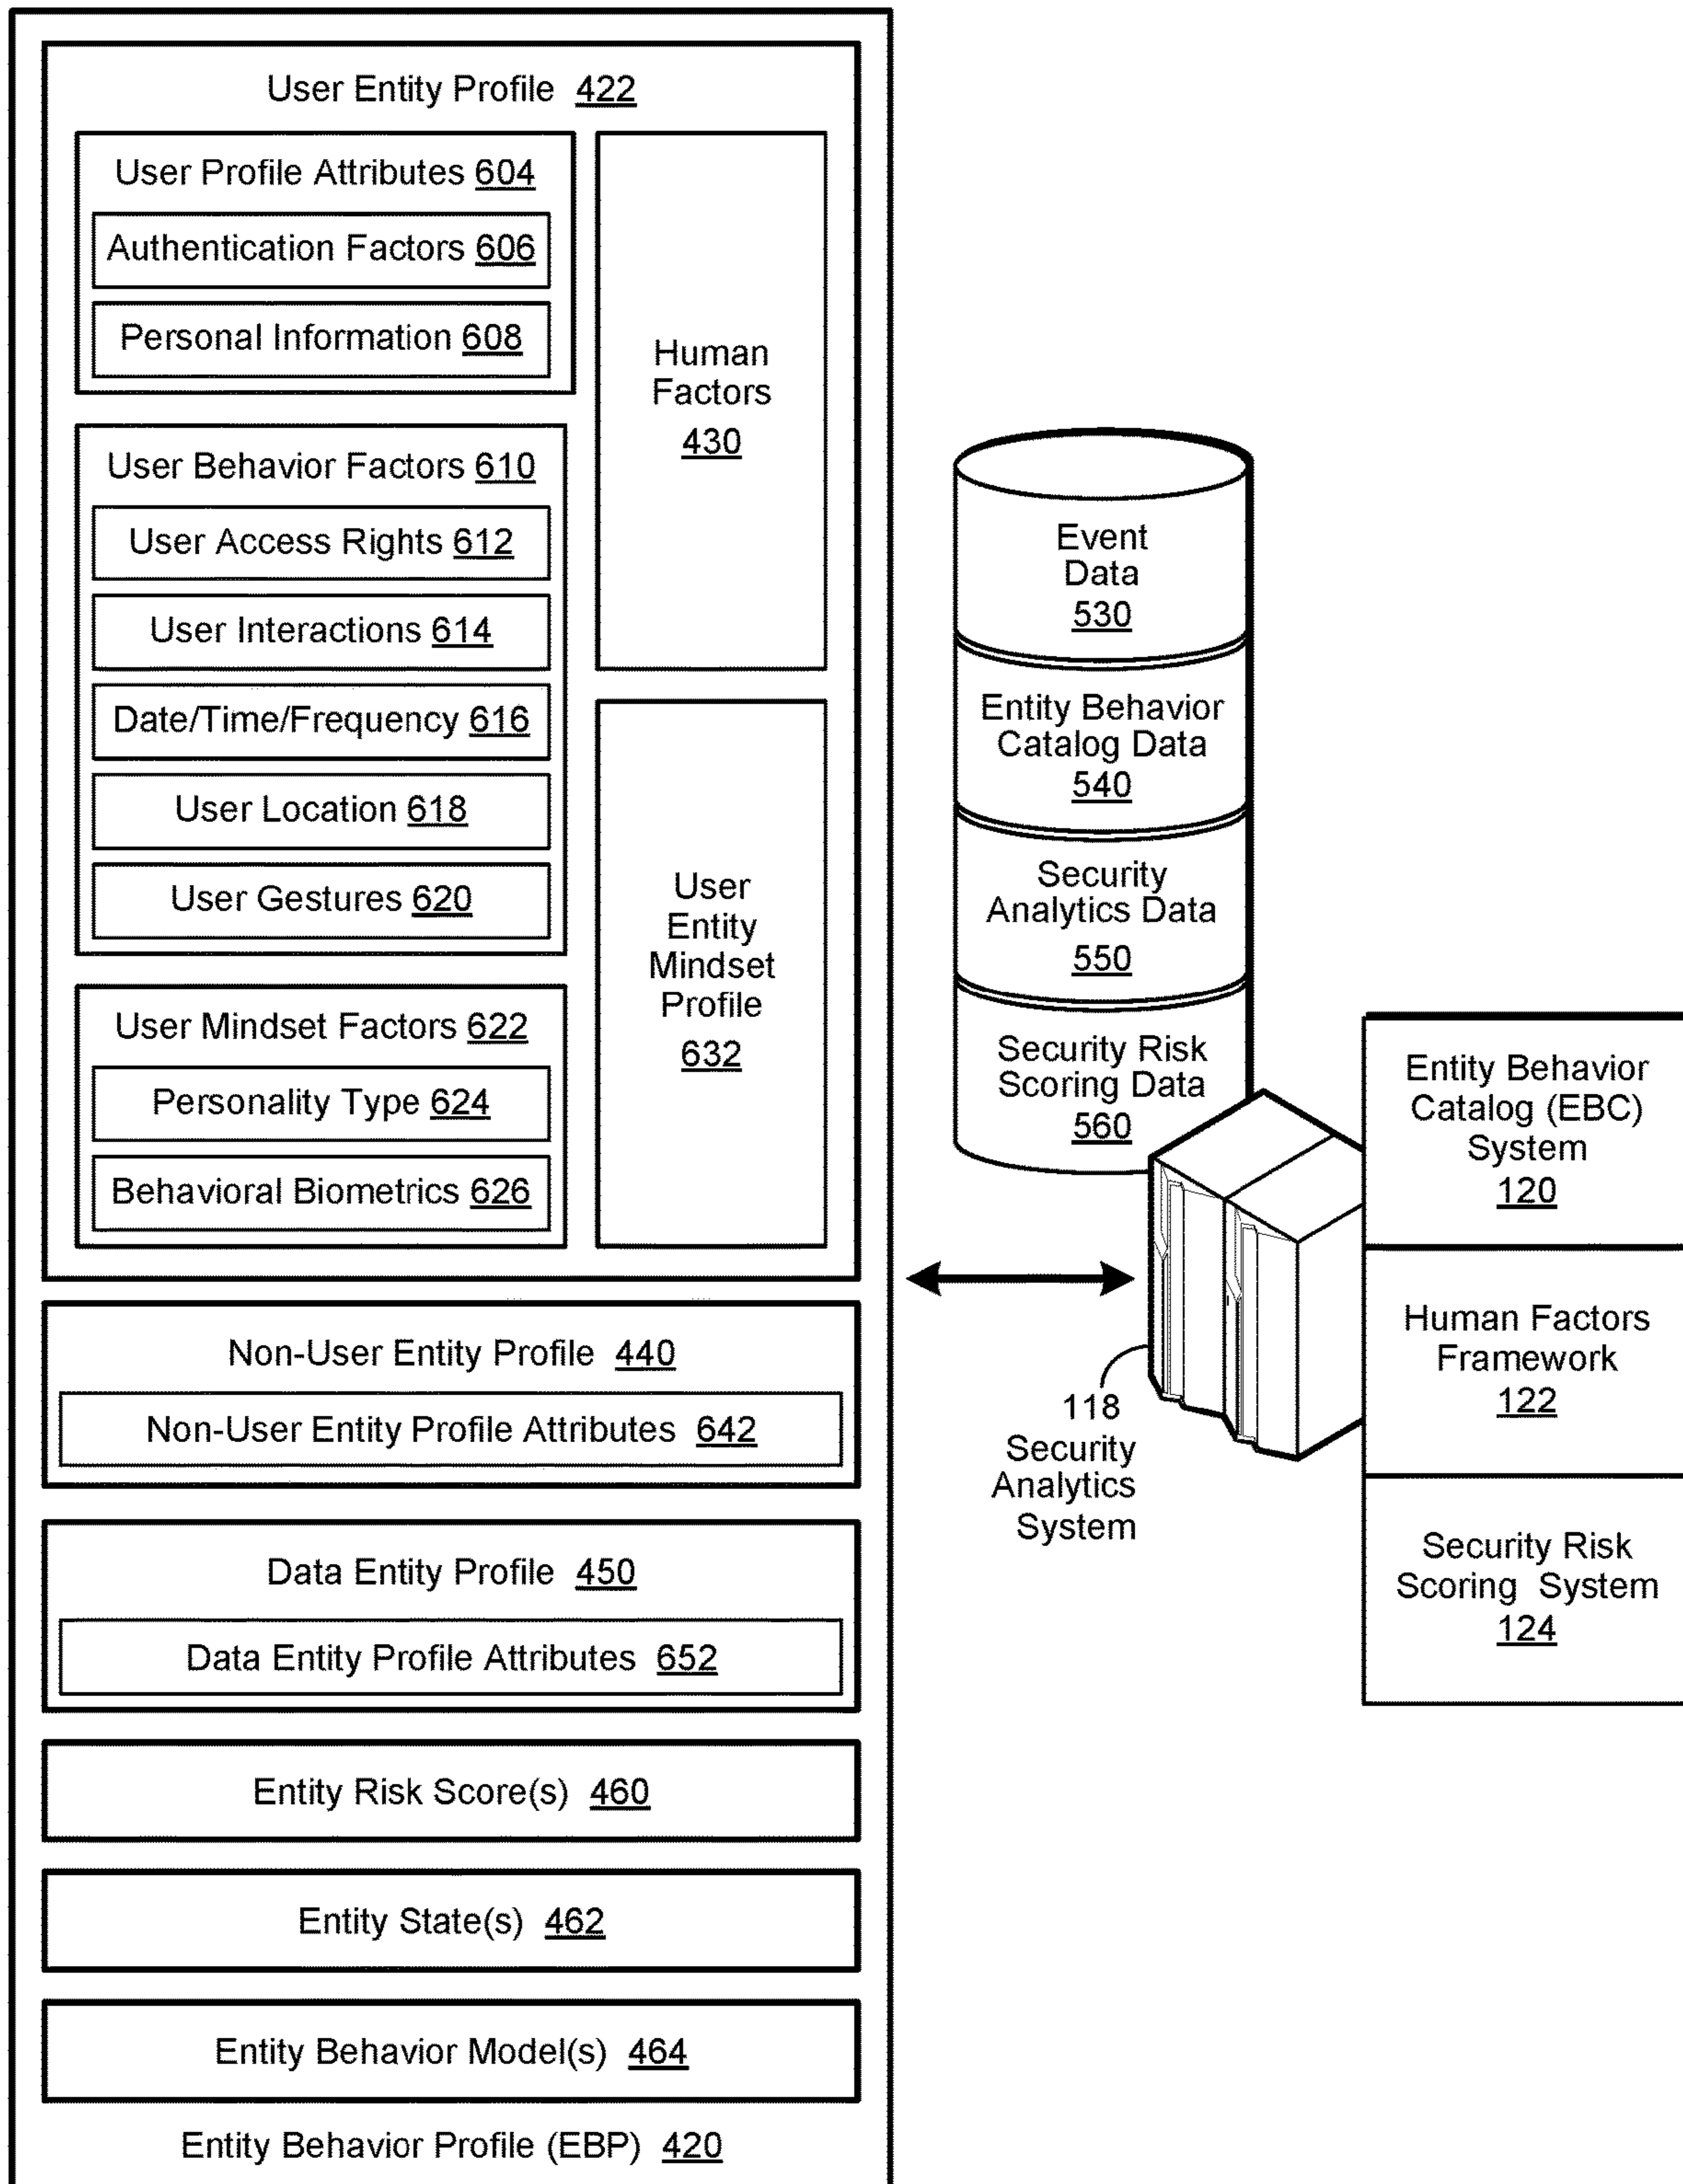 User Entity Profile 422
User Profile Attributes 604
Authentication Factors 606
Personal Information 608
User Behavior Factors 610
User Access Rights 612
User Interactions 614
Date/Time/Frequency 616
User Location 618
User Gestures 620
User Mindset Factors 622
Personality Type 624
Behavioral Biometrics 626
Human
Factors
430
User
Entity
Mindset
Profile
632
Non-User Entity Profile 440
Non-User Entity Profile Attributes 642
Data Entity Profile 450
Data Entity Profile Attributes 652
Entity Risk Score(s) 460
Entity State(s) 462
Entity Behavior Model(s) 464
Entity Behavior Profile (EBP) 420
Event
Data
530
Entity Behavior
Catalog Data
540
Security
Analytics Data
550
Security Risk
Scoring Data
560
118
Security
Analytics
System
Entity Behavior
Catalog (EBC)
System
120
Human Factors
Framework
122
Security Risk
Scoring System
124